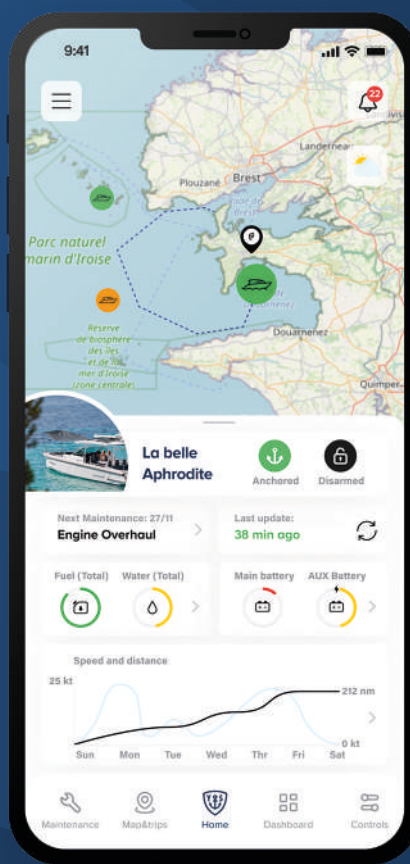 9:41
22
Landerneau
Plouzané
Brest
Parc naturel
marin d'Iroise
Réserve
de biosphère
des îles
et de la
mer d'Iroise
(zone centrale)
Douarnenez
Quimper
La belle
Aphrodite
Anchored
Disarmed
Next Maintenance: 27/11
Engine Overhaul
Last update:
38 min ago
Fuel (Total)
Water (Total)
Main battery
AUX Battery
Speed and distance
25 kt
212 nm
0 kt
Sun
Mon
Tue
Wed
Thr
Fri
Sat
Maintenance
Map&trips
Home
Dashboard
Controls